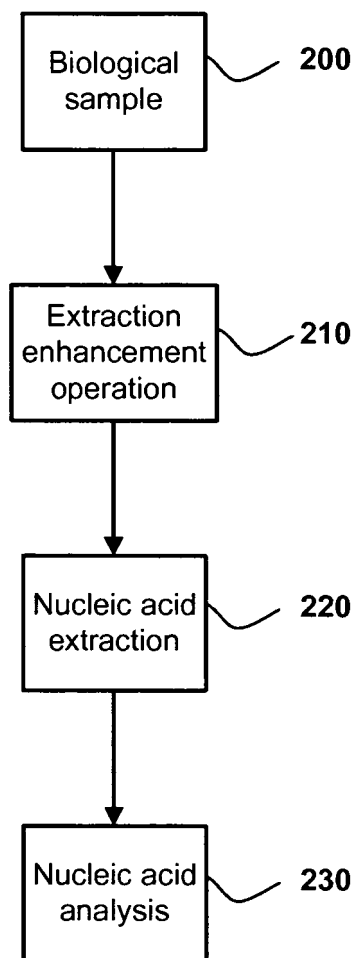 Biological
sample
200
Extraction
enhancement
operation
210
Nucleic acid
extraction
220
Nucleic acid
analysis
230